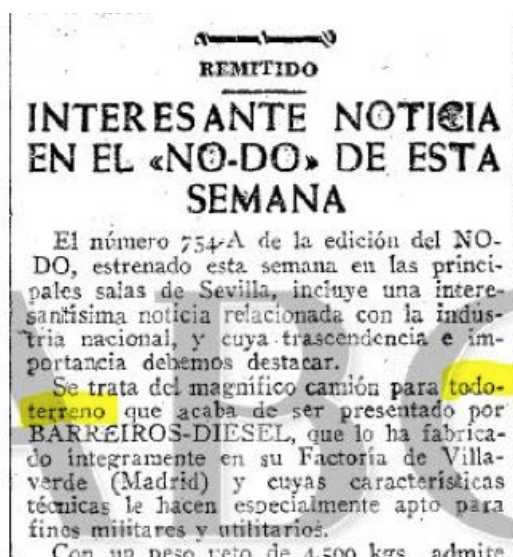 REMITIDO
INTERESANTE NOTICIA
EN EL «NO-DO» DE ESTA
SEMANA
El número 754-A de la edición del NO-
DO, estrenado esta semana en las princi-
pales salas de Sevilla, incluye una intere-
santísima noticia relacionada con la indus-
tria nacional, y cuya trascendencia e im-
portancia debemos destacar.
Se trata del magnífico camión para todo-
terreno que acaba de ser presentado por
BARREIROS-DIESEL, que lo ha fabrica-
do íntegramente en su Factoría de Villa-
verde (Madrid) y cuyas características
técnicas le hacen especialmente apto para
fines militares y utilitarios.
Con un peso neto de 4.500 kgs. admite
ABC